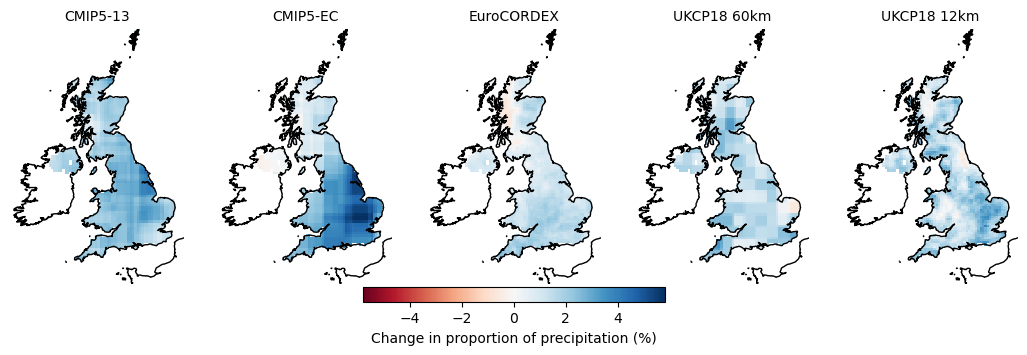 CMIP5-13 CMIP5-EC EuroCORDEX UKCP18 60km UKCP18 12km
−4 −2 0 2 4
Change in proportion of precipitation (%)